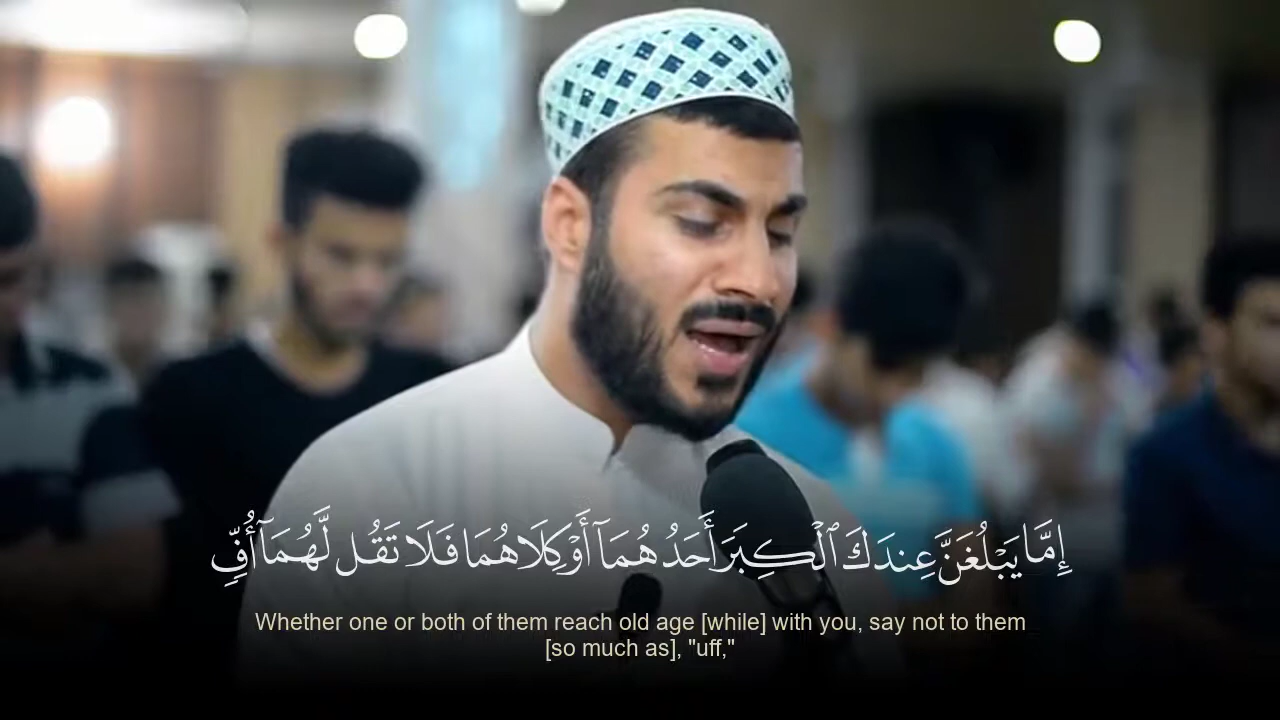 إِمَّا يَبْلُغَنَّ عِندَكَ ٱلْكِبَرَ أَحَدُهُمَآ أَوْ كِلَاهُمَا فَلَا تَقُل لَّهُمَآ أُفٍّ
Whether one or both of them reach old age [while] with you, say not to them
[so much as], "uff,"